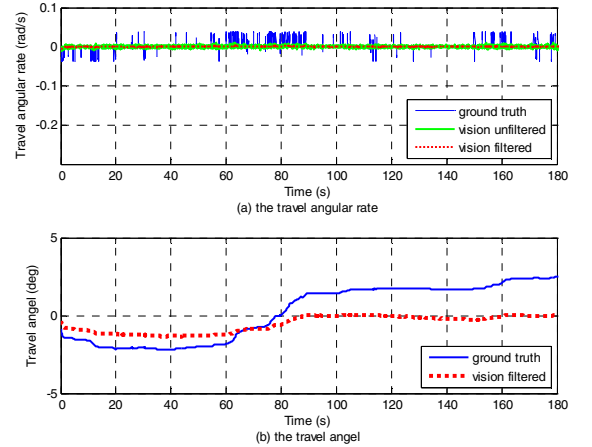 0.1
0
-0.1
-0.2
Travel angular rate (rad/s)
ground truth
vision unfiltered
vision filtered
0 20 40 60 80 100 120 140 160 180
Time (s)
(a) the travel angular rate
5
0
-5
Travel angel (deg)
ground truth
vision filtered
0 20 40 60 80 100 120 140 160 180
Time (s)
(b) the travel angel